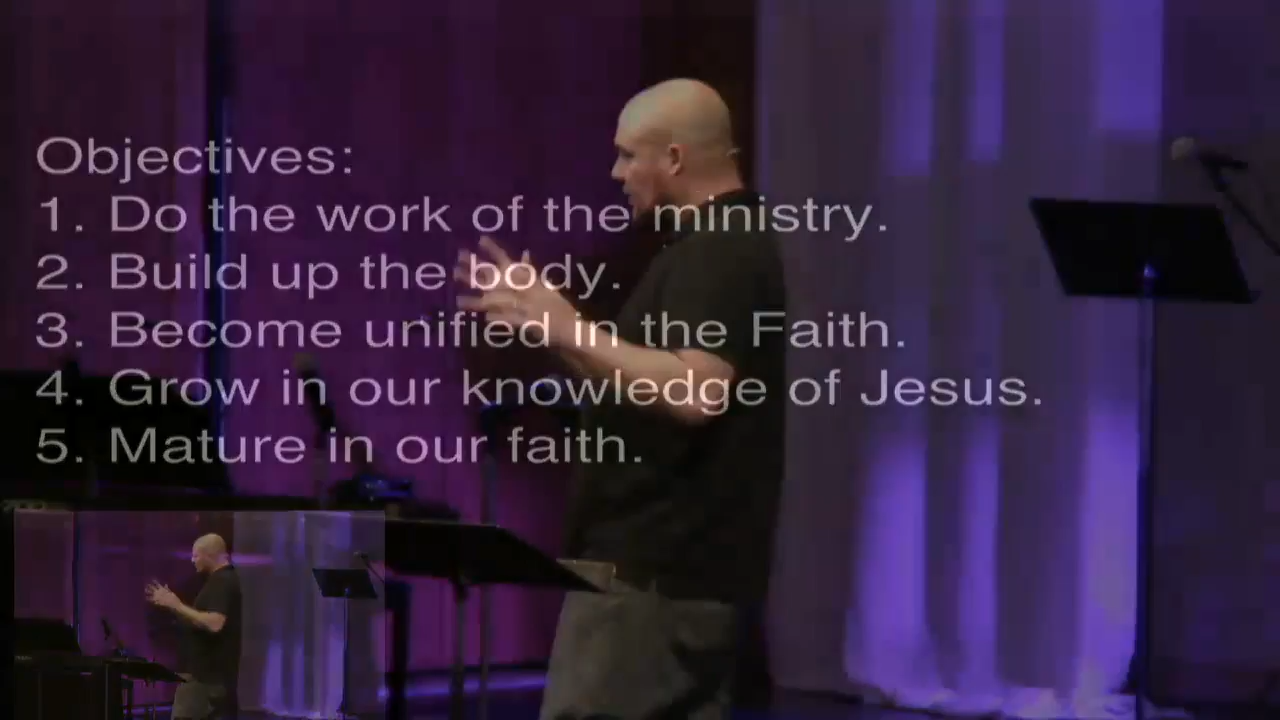 Objectives:
1. Do the work of the ministry.
2. Build up the body.
3. Become unified in the Faith.
4. Grow in our knowledge of Jesus.
5. Mature in our faith.